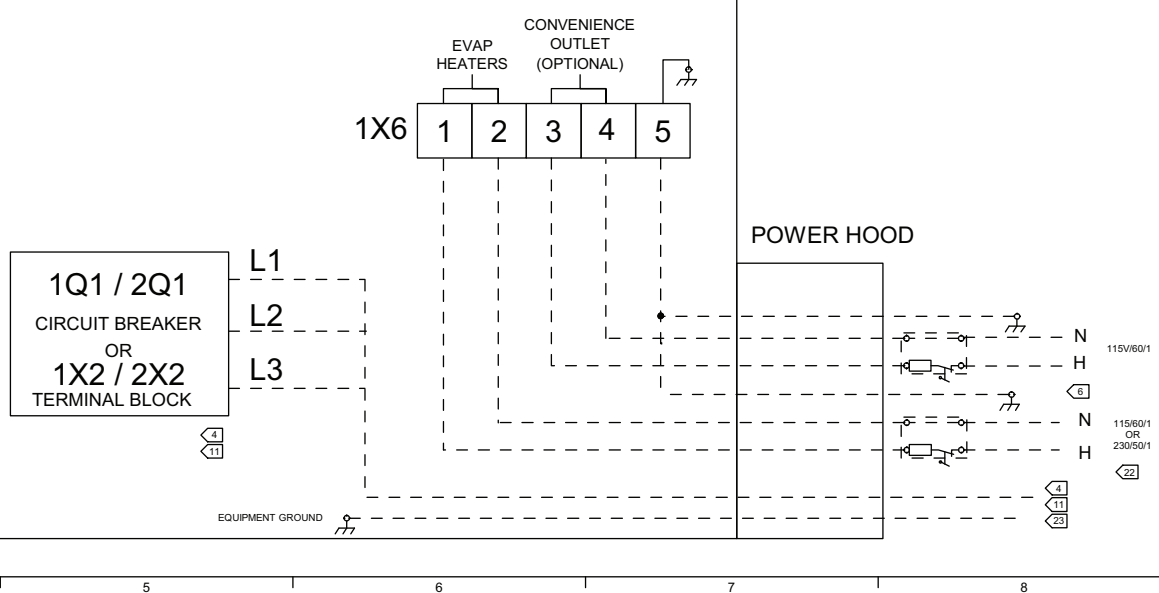 CONVENIENCE
OUTLET
(OPTIONAL)
EVAP
HEATERS
1X6
1
2
3
4
5
POWER HOOD
1Q1 / 2Q1
CIRCUIT BREAKER
OR
1X2 / 2X2
TERMINAL BLOCK
L1
L2
L3
4
11
N
H
115V/60/1
6
N
H
115/60/1
OR
230/50/1
22
4
11
23
EQUIPMENT GROUND
5
6
7
8